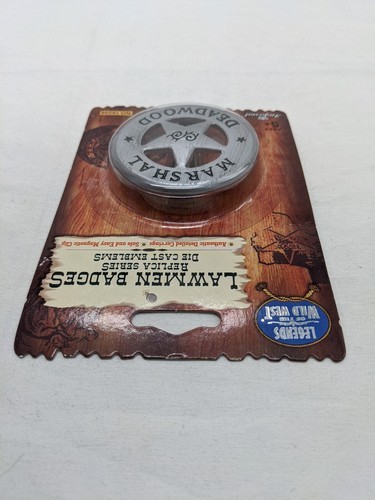 LEGENDS
OF THE
WILD WEST
LAWMEN BADGES
REPLICA SERIES
DIE CAST EMBLEMS
Authentic Detailed Carvings ★ Safe and Easy Magnetic Clip
MARSHAL
DEADWOOD